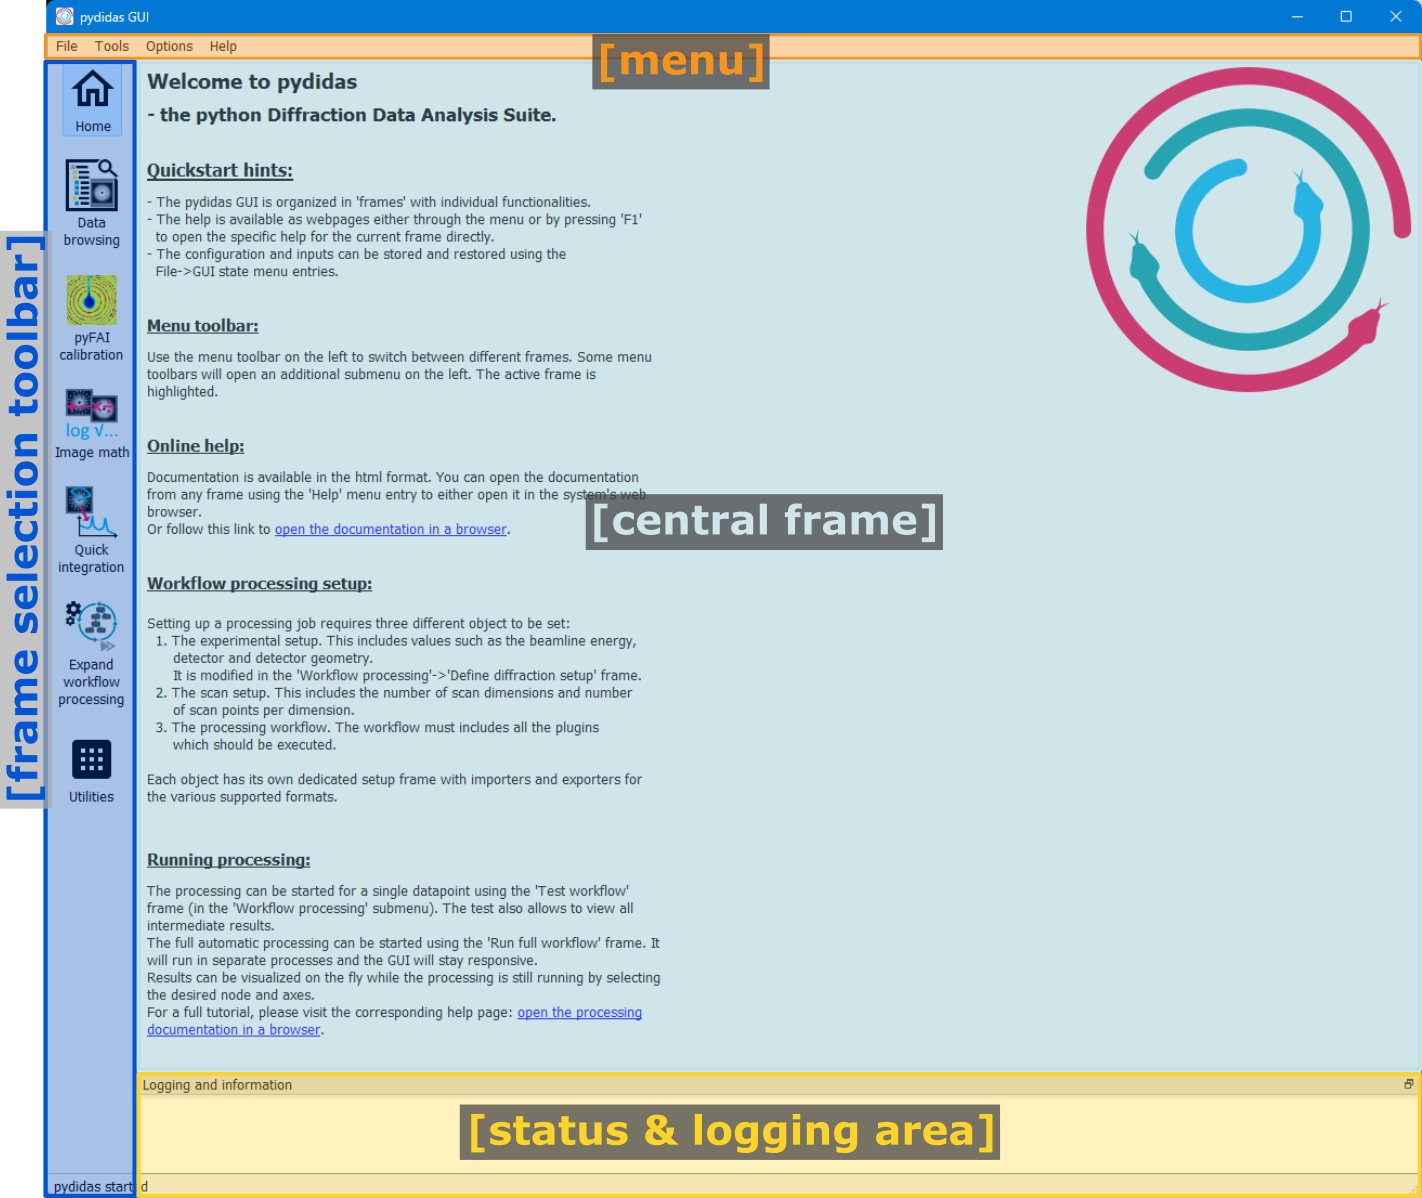 pydidas GUI
File Tools Options Help
[menu]
[frame selection toolbar]
Home
Data
browsing
pyFAI
calibration
log √...
Image math
Quick
integration
Expand
workflow
processing
Utilities
Welcome to pydidas
- the python Diffraction Data Analysis Suite.
Quickstart hints:
- The pydidas GUI is organized in 'frames' with individual functionalities.
- The help is available as webpages either through the menu or by pressing 'F1'
to open the specific help for the current frame directly.
- The configuration and inputs can be stored and restored using the
File->GUI state menu entries.
Menu toolbar:
Use the menu toolbar on the left to switch between different frames. Some menu
toolbars will open an additional submenu on the left. The active frame is
highlighted.
Online help:
Documentation is available in the html format. You can open the documentation
from any frame using the 'Help' menu entry to either open it in the system's web
browser.
Or follow this link to open the documentation in a browser.
[central frame]
Workflow processing setup:
Setting up a processing job requires three different object to be set:
1. The experimental setup. This includes values such as the beamline energy,
detector and detector geometry.
It is modified in the 'Workflow processing'->'Define diffraction setup' frame.
2. The scan setup. This includes the number of scan dimensions and number
of scan points per dimension.
3. The processing workflow. The workflow must includes all the plugins
which should be executed.
Each object has its own dedicated setup frame with importers and exporters for
the various supported formats.
Running processing:
The processing can be started for a single datapoint using the 'Test workflow'
frame (in the 'Workflow processing' submenu). The test also allows to view all
intermediate results.
The full automatic processing can be started using the 'Run full workflow' frame. It
will run in separate processes and the GUI will stay responsive.
Results can be visualized on the fly while the processing is still running by selecting
the desired node and axes.
For a full tutorial, please visit the corresponding help page: open the processing
documentation in a browser.
Logging and information
[status & logging area]
pydidas started